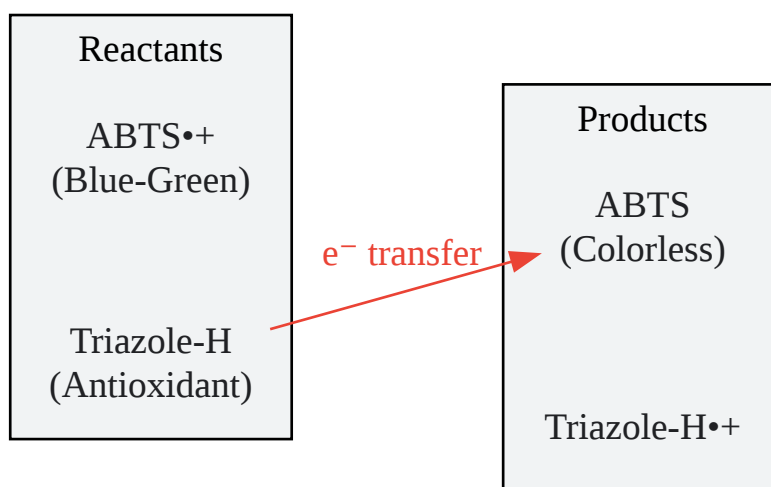 Reactants
ABTS•+
(Blue-Green)
Triazole-H
(Antioxidant)
e⁻ transfer
Products
ABTS
(Colorless)
Triazole-H•+